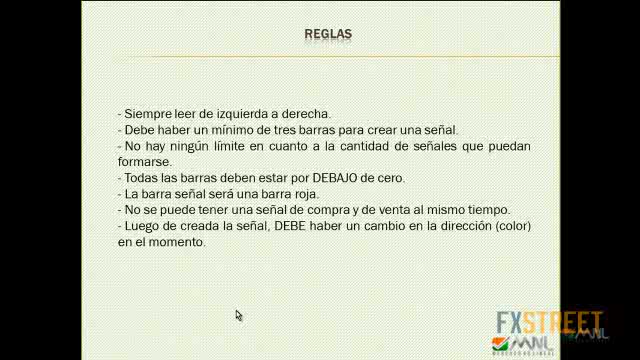 REGLAS
- Siempre leer de izquierda a derecha.
- Debe haber un mínimo de tres barras para crear una señal.
- No hay ningún límite en cuanto a la cantidad de señales que puedan
formarse.
- Todas las barras deben estar por DEBAJO de cero.
- La barra señal será una barra roja.
- No se puede tener una señal de compra y de venta al mismo tiempo.
- Luego de creada la señal, DEBE haber un cambio en la dirección (color)
en el momento.
FXSTREET
MNL MNL
MERCADO NO LINEAL